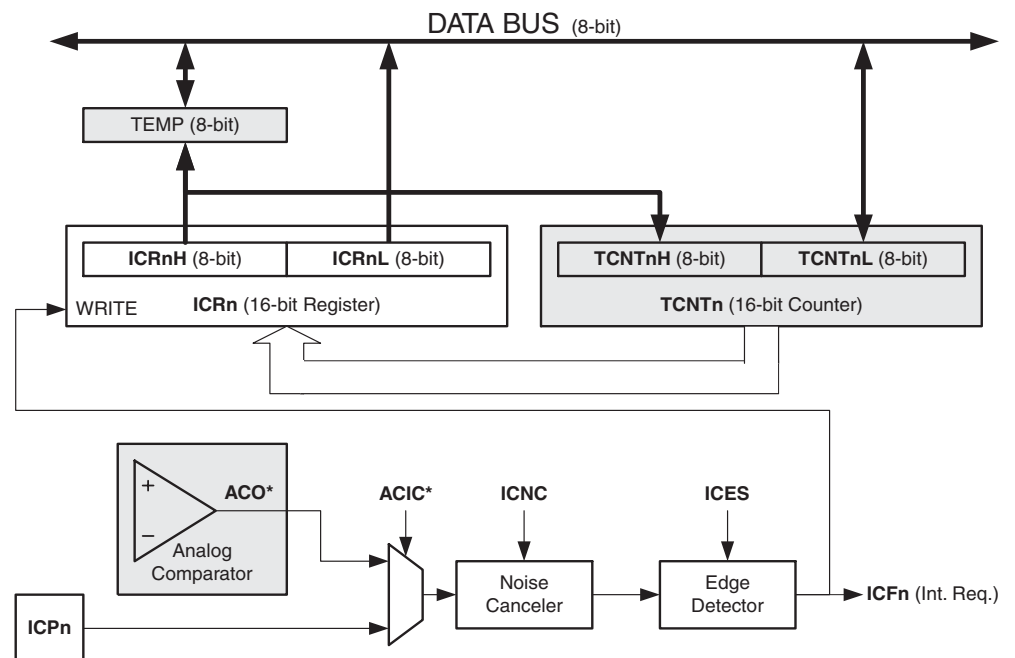 DATA BUS (8-bit)
TEMP (8-bit)
ICRnH (8-bit)
ICRnL (8-bit)
TCNTnH (8-bit)
TCNTnL (8-bit)
WRITE
ICRn (16-bit Register)
TCNTn (16-bit Counter)
+
−
ACO*
Analog
Comparator
ACIC*
ICNC
ICES
Noise
Canceler
Edge
Detector
ICFn (Int. Req.)
ICPn